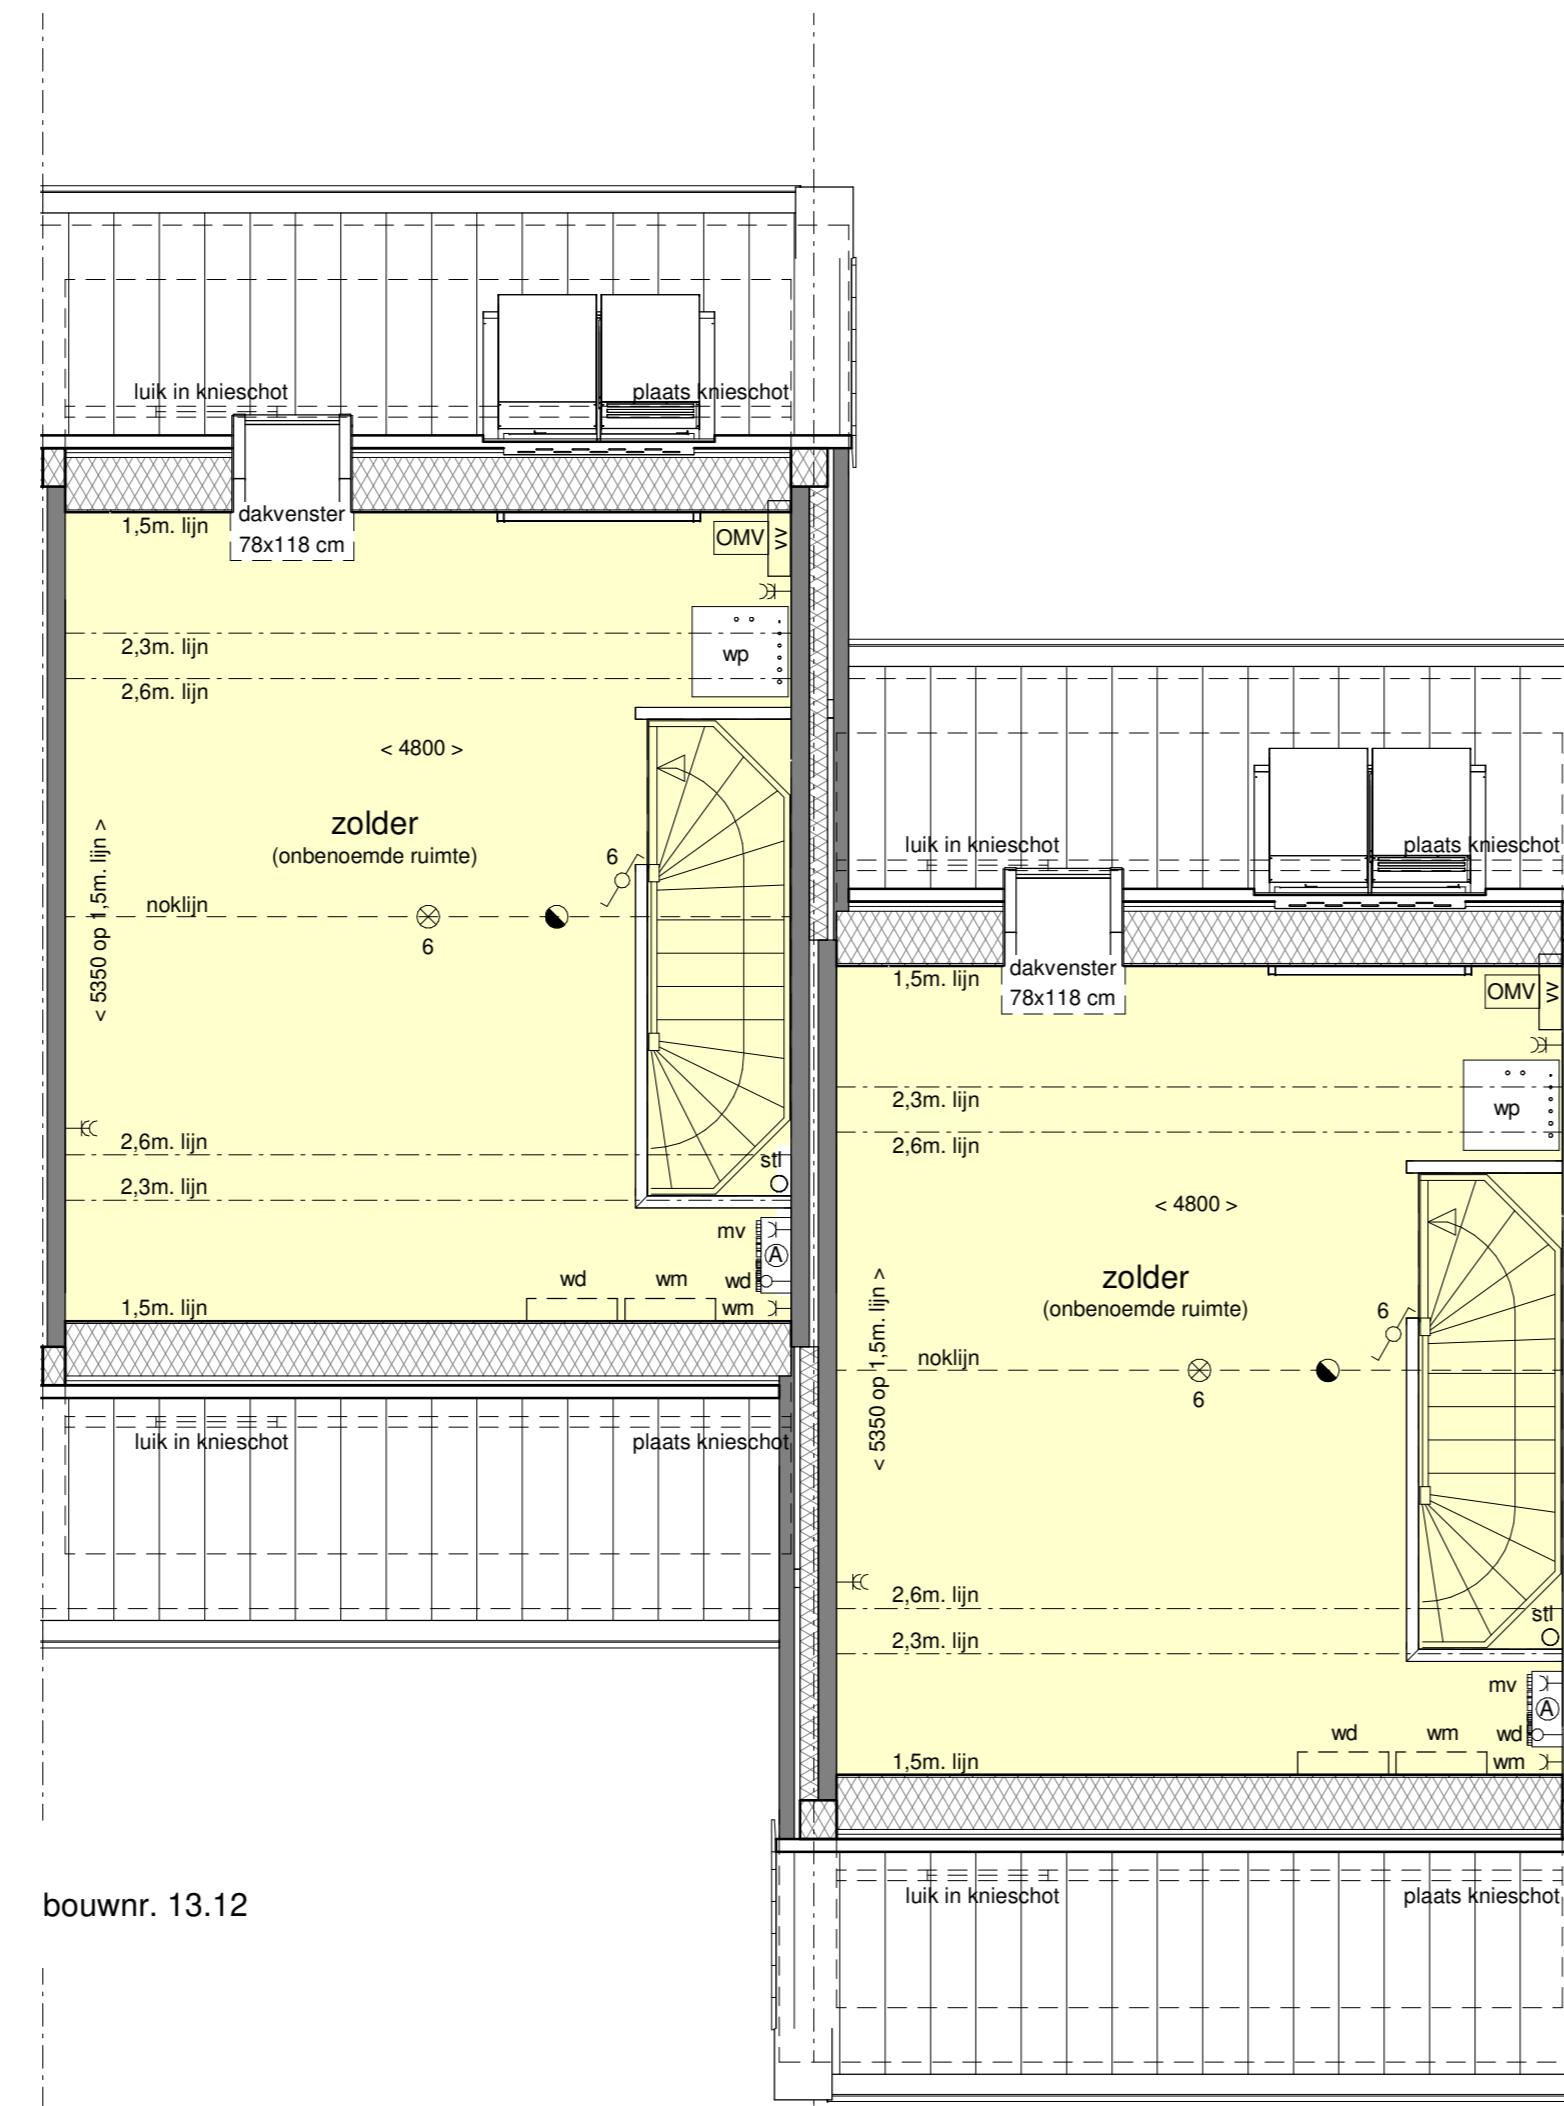 luik in knieschot
plaats knieschot
dakvenster
78x118 cm
1,5m. lijn
OMV
vv
2,3m. lijn
wp
2,6m. lijn
< 4800 >
zolder
(onbenoemde ruimte)
< 5350 op 1,5m. lijn >
6
noklijn
6
2,6m. lijn
stl
2,3m. lijn
mv
A
wd
wm
wd
1,5m. lijn
wm
luik in knieschot
plaats knieschot
bouwnr. 13.12
luik in knieschot
plaats knieschot
dakvenster
78x118 cm
1,5m. lijn
OMV
vv
2,3m. lijn
wp
2,6m. lijn
< 4800 >
zolder
(onbenoemde ruimte)
< 5350 op 1,5m. lijn >
6
noklijn
6
2,6m. lijn
stl
2,3m. lijn
mv
A
wd
wm
wd
1,5m. lijn
wm
luik in knieschot
plaats knieschot